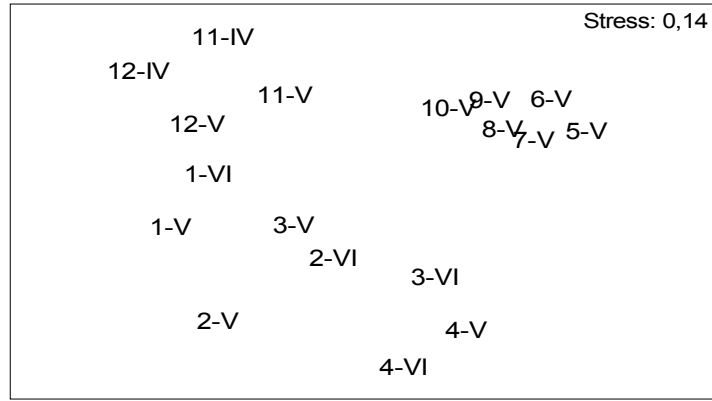 Stress: 0,14
11-IV
12-IV
11-V
12-V
10-V
9-V
6-V
8-V
7-V
5-V
1-VI
1-V
3-V
2-VI
3-VI
2-V
4-V
4-VI